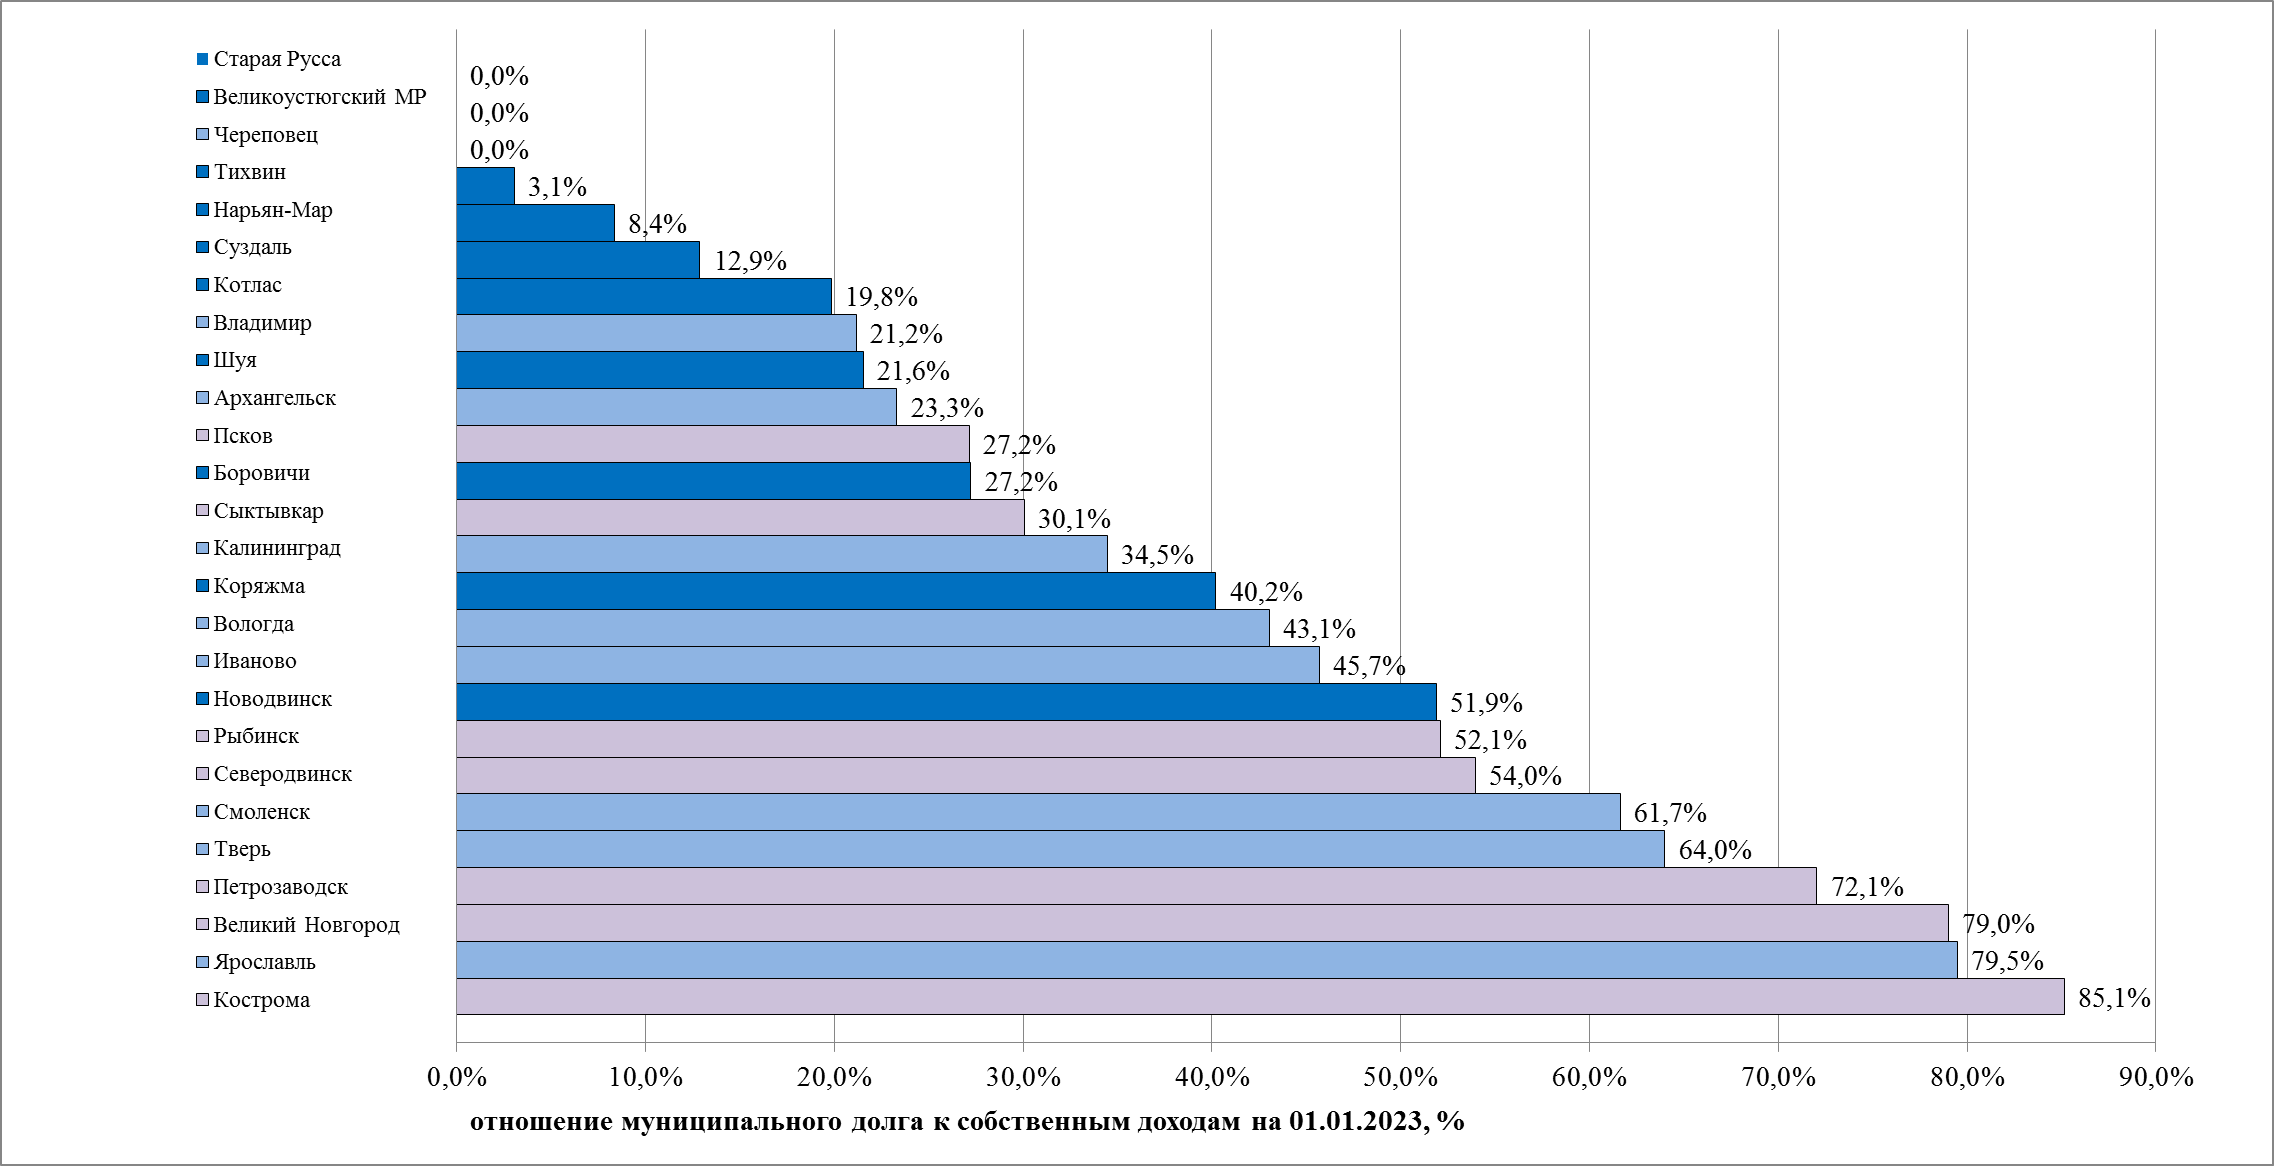 Старая Русса
0,0%
Великоустюгский МР
0,0%
Череповец
0,0%
Тихвин
3,1%
Нарьян-Мар
8,4%
Суздаль
12,9%
Котлас
19,8%
Владимир
21,2%
Шуя
21,6%
Архангельск
23,3%
Псков
27,2%
Боровичи
27,2%
Сыктывкар
30,1%
Калининград
34,5%
Коряжма
40,2%
Вологда
43,1%
Иваново
45,7%
Новодвинск
51,9%
Рыбинск
52,1%
Северодвинск
54,0%
Смоленск
61,7%
Тверь
64,0%
Петрозаводск
72,1%
Великий Новгород
79,0%
Ярославль
79,5%
Кострома
85,1%
0,0% 10,0% 20,0% 30,0% 40,0% 50,0% 60,0% 70,0% 80,0% 90,0%
отношение муниципального долга к собственным доходам на 01.01.2023, %